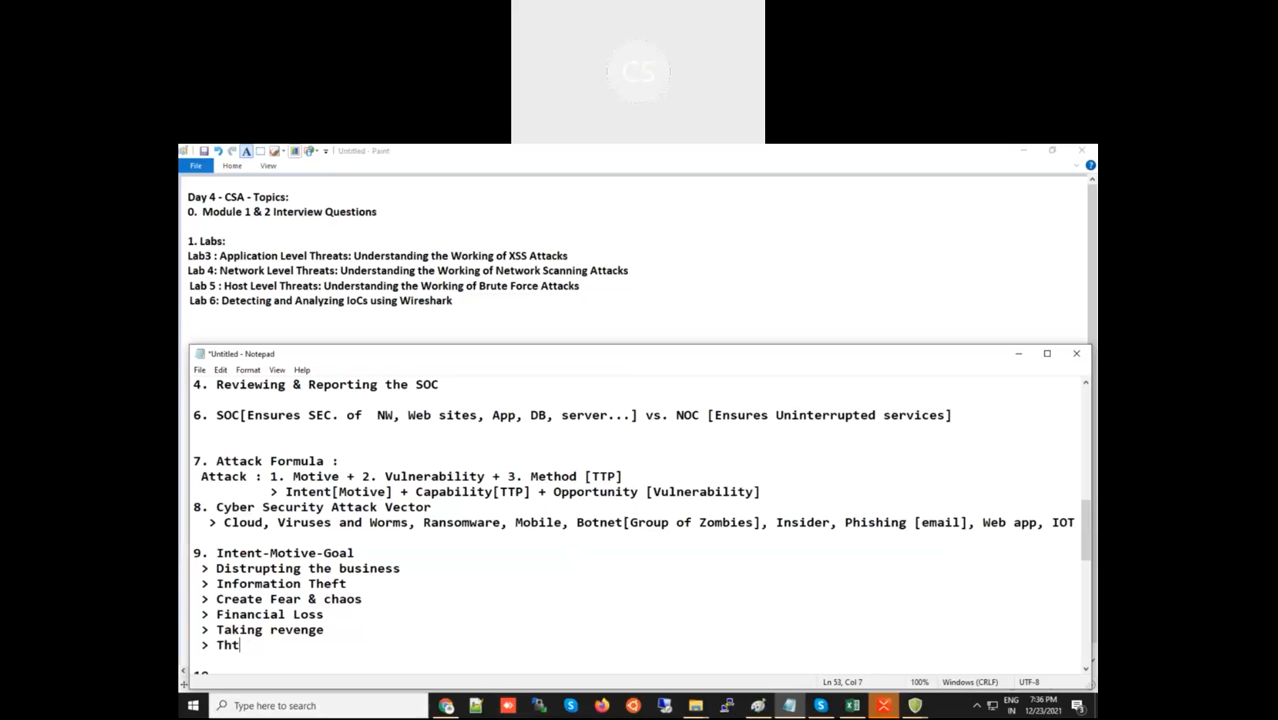 CS
Untitled - Paint
File Home View
Day 4 - CSA - Topics:
0. Module 1 & 2 Interview Questions
1. Labs:
Lab3 : Application Level Threats: Understanding the Working of XSS Attacks
Lab 4: Network Level Threats: Understanding the Working of Network Scanning Attacks
Lab 5 : Host Level Threats: Understanding the Working of Brute Force Attacks
Lab 6: Detecting and Analyzing IoCs using Wireshark
*Untitled - Notepad
File Edit Format View Help
4. Reviewing & Reporting the SOC
6. SOC[Ensures SEC. of NW, Web sites, App, DB, server...] vs. NOC [Ensures Uninterrupted services]
7. Attack Formula :
Attack : 1. Motive + 2. Vulnerability + 3. Method [TTP]
> Intent[Motive] + Capability[TTP] + Opportunity [Vulnerability]
8. Cyber Security Attack Vector
> Cloud, Viruses and Worms, Ransomware, Mobile, Botnet[Group of Zombies], Insider, Phishing [email], Web app, IOT
9. Intent-Motive-Goal
> Distrupting the business
> Information Theft
> Create Fear & chaos
> Financial Loss
> Taking revenge
> Tht
Ln 53, Col 7 100% Windows (CRLF) UTF-8
Type here to search
ENG 7:36 PM
IN 12/23/2021